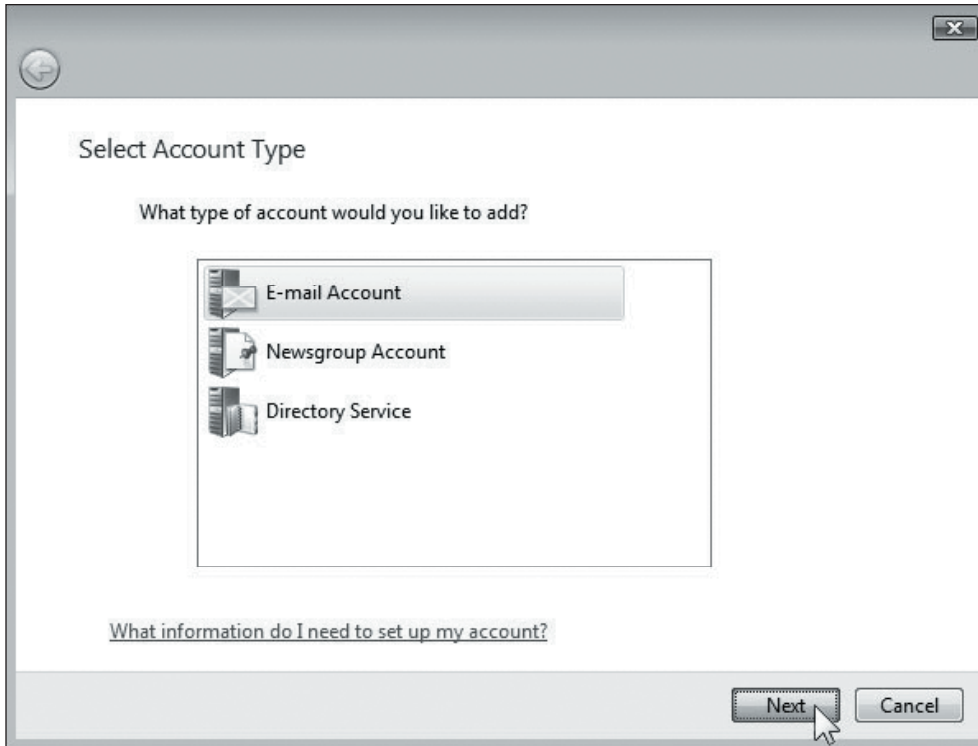 Select Account Type
What type of account would you like to add?
E-mail Account
Newsgroup Account
Directory Service
What information do I need to set up my account?
Next
Cancel